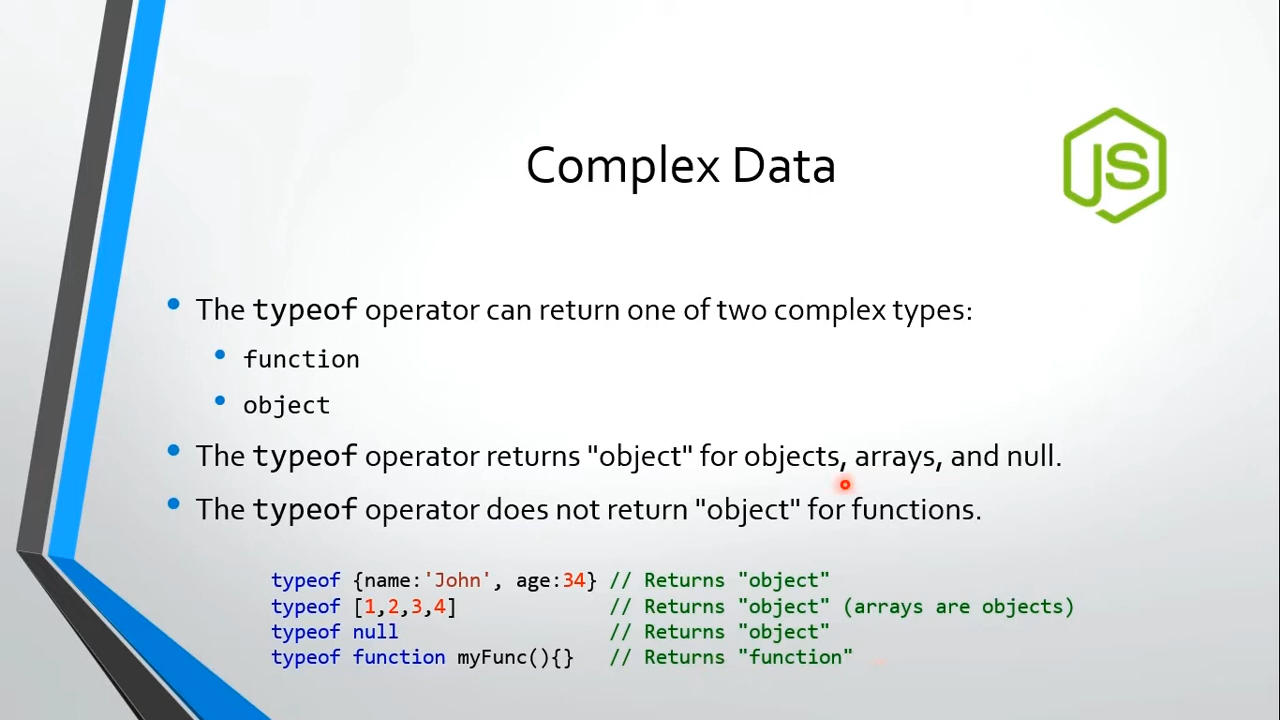 Complex Data
JS
• The typeof operator can return one of two complex types:
• function
• object
• The typeof operator returns "object" for objects, arrays, and null.
• The typeof operator does not return "object" for functions.
typeof {name:'John', age:34} // Returns "object"
typeof [1,2,3,4] // Returns "object" (arrays are objects)
typeof null // Returns "object"
typeof function myFunc(){} // Returns "function"